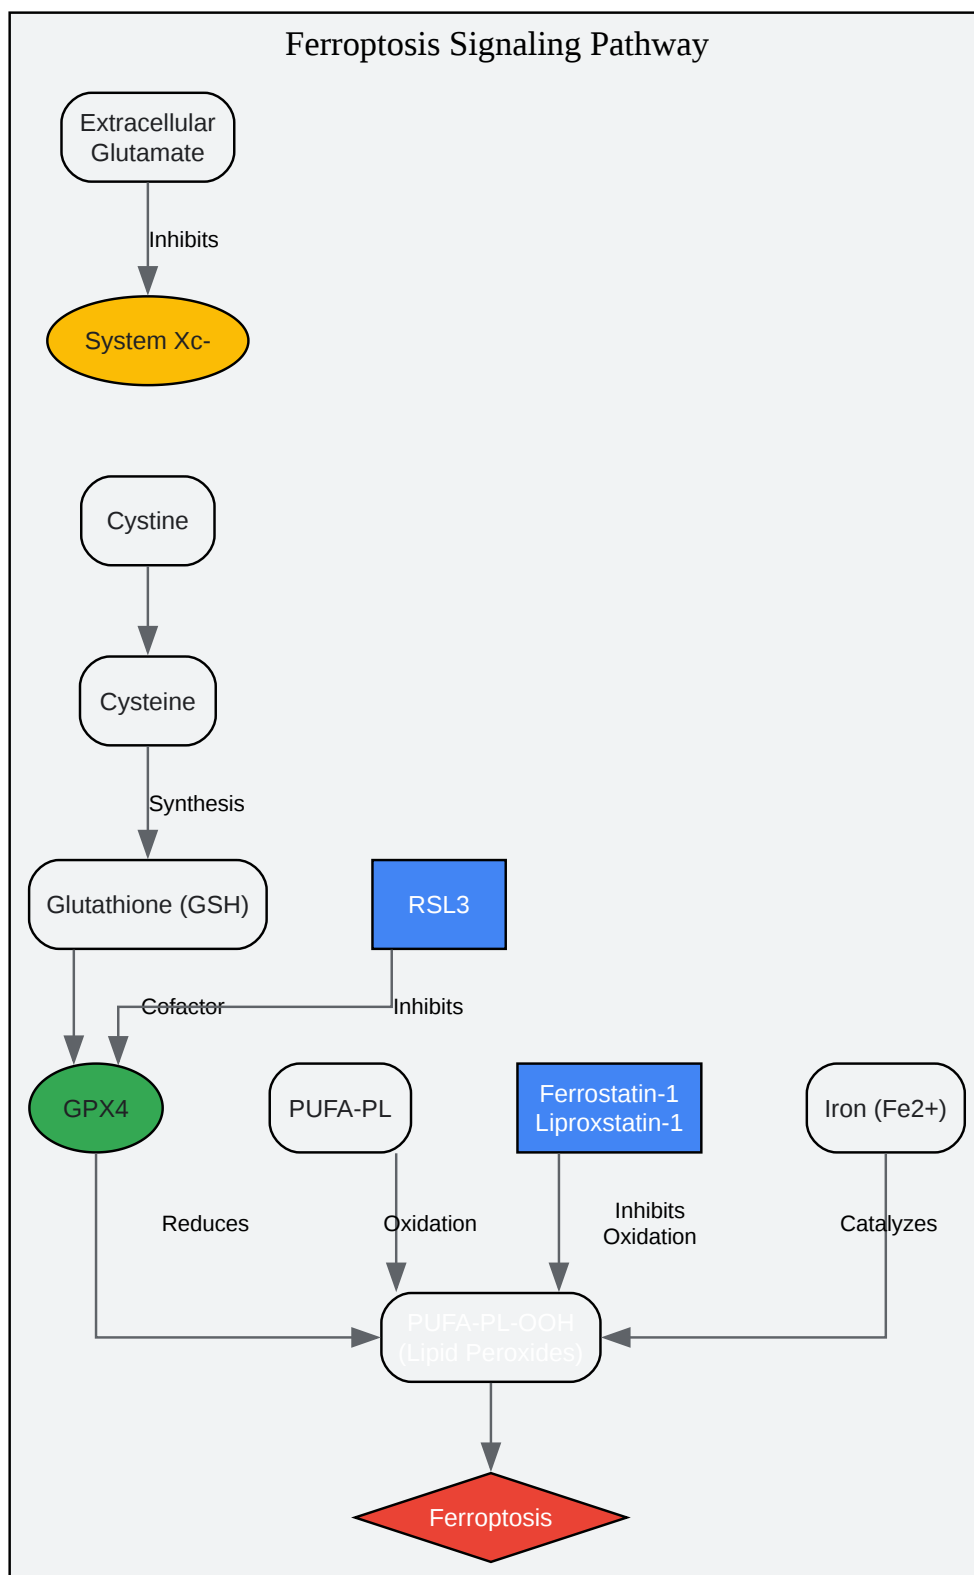 Ferroptosis Signaling Pathway
Extracellular
Glutamate
Inhibits
System Xc-
Cystine
Cysteine
Synthesis
Glutathione (GSH)
RSL3
Cofactor
Inhibits
GPX4
PUFA-PL
Ferrostatin-1
Liproxstatin-1
Iron (Fe2+)
Reduces
Oxidation
Inhibits
Oxidation
Catalyzes
PUFA-PL-OOH
(Lipid Peroxides)
Ferroptosis